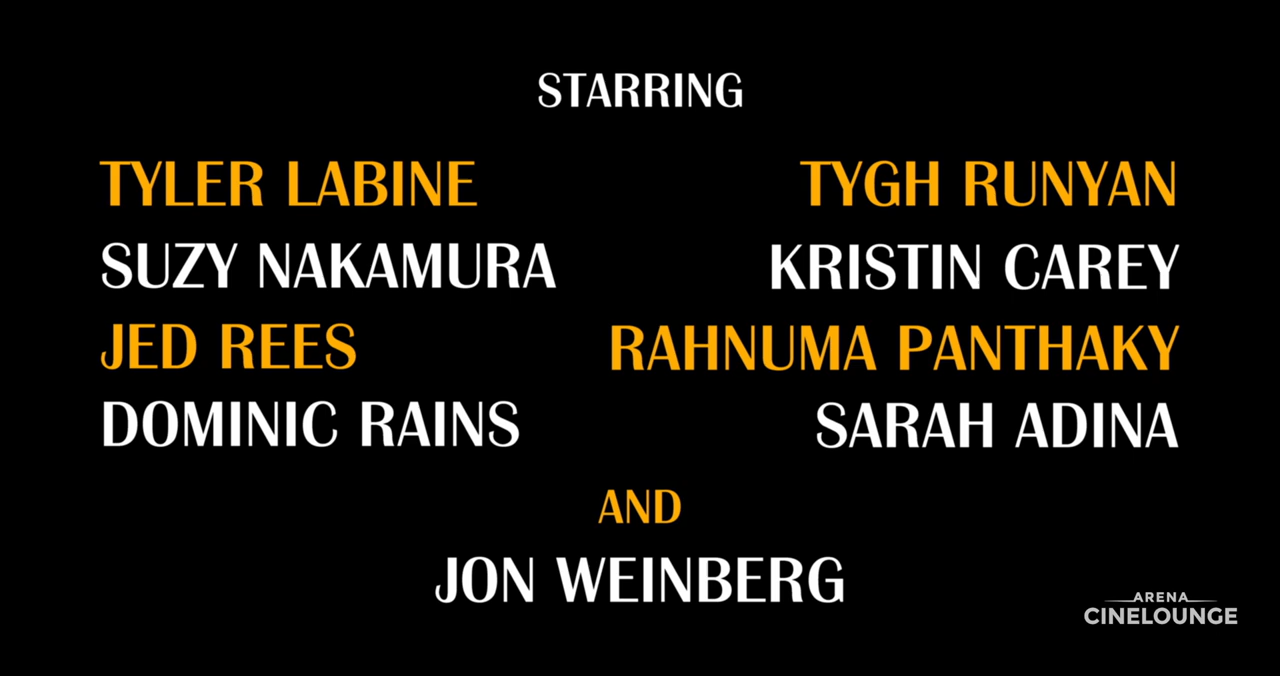 STARRING
TYLER LABINE TYGH RUNYAN
SUZY NAKAMURA KRISTIN CAREY
JED REES RAHNUMA PANTHAKY
DOMINIC RAINS SARAH ADINA
AND
JON WEINBERG
ARENA
CINELOUNGE